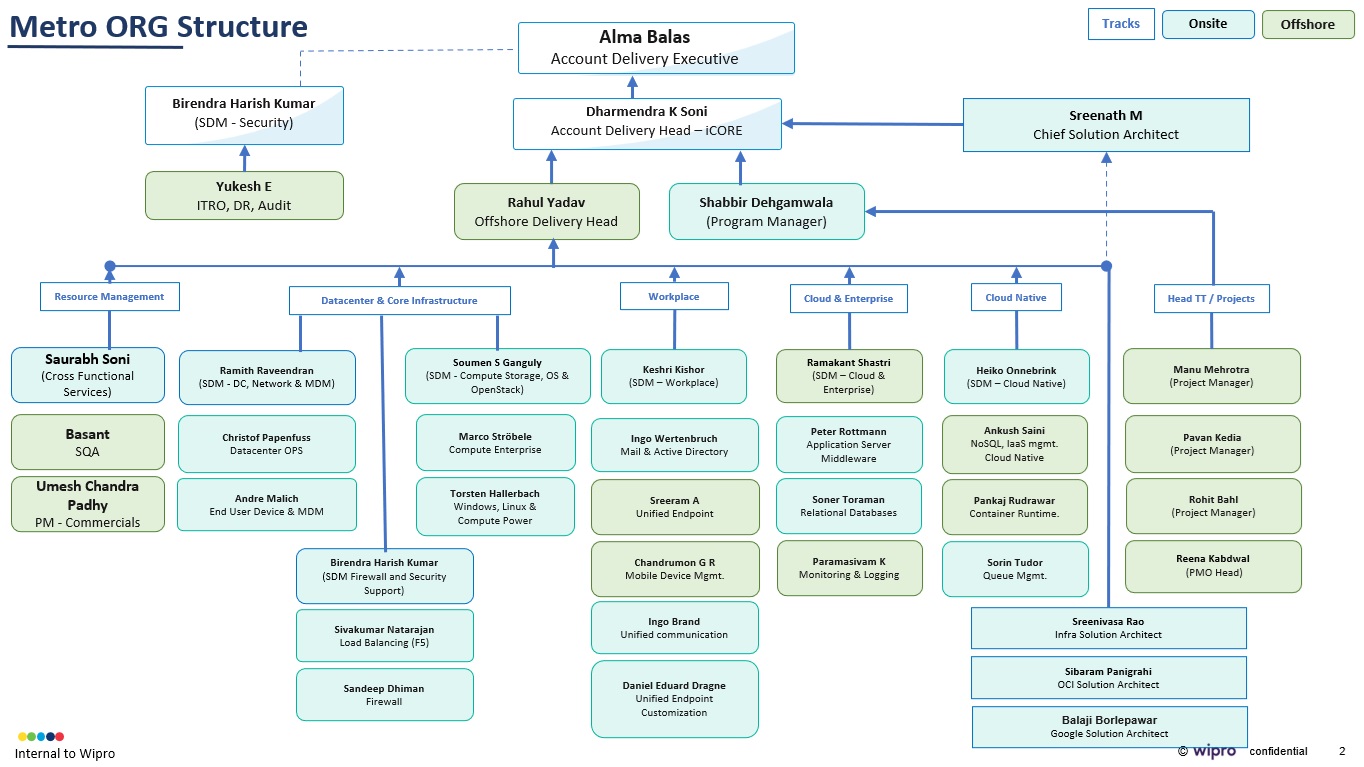 Metro ORG Structure
Tracks
Onsite
Offshore
Alma Balas
Account Delivery Executive
Birendra Harish Kumar
(SDM - Security)
Dharmendra K Soni
Account Delivery Head – iCORE
Sreenath M
Chief Solution Architect
Yukesh E
ITRO, DR, Audit
Rahul Yadav
Offshore Delivery Head
Shabbir Dehgamwala
(Program Manager)
Resource Management
Datacenter & Core Infrastructure
Workplace
Cloud & Enterprise
Cloud Native
Head TT / Projects
Saurabh Soni
(Cross Functional
Services)
Basant
SQA
Umesh Chandra
Padhy
PM - Commercials
Ramith Raveendran
(SDM - DC, Network & MDM)
Christof Papenfuss
Datacenter OPS
Andre Malich
End User Device & MDM
Birendra Harish Kumar
(SDM Firewall and Security
Support)
Sivakumar Natarajan
Load Balancing (F5)
Sandeep Dhiman
Firewall
Soumen S Ganguly
(SDM - Compute Storage, OS &
OpenStack)
Marco Ströbele
Compute Enterprise
Torsten Hallerbach
Windows, Linux &
Compute Power
Keshri Kishor
(SDM – Workplace)
Ingo Wertenbruch
Mail & Active Directory
Sreeram A
Unified Endpoint
Chandrumon G R
Mobile Device Mgmt.
Ingo Brand
Unified communication
Daniel Eduard Dragne
Unified Endpoint
Customization
Ramakant Shastri
(SDM – Cloud &
Enterprise)
Peter Rottmann
Application Server
Middleware
Soner Toraman
Relational Databases
Paramasivam K
Monitoring & Logging
Heiko Onnebrink
(SDM – Cloud Native)
Ankush Saini
NoSQL, IaaS mgmt.
Cloud Native
Pankaj Rudrawar
Container Runtime.
Sorin Tudor
Queue Mgmt.
Manu Mehrotra
(Project Manager)
Pavan Kedia
(Project Manager)
Rohit Bahl
(Project Manager)
Reena Kabdwal
(PMO Head)
Sreenivasa Rao
Infra Solution Architect
Sibaram Panigrahi
OCI Solution Architect
Balaji Borlepawar
Google Solution Architect
Internal to Wipro
© wipro confidential 2